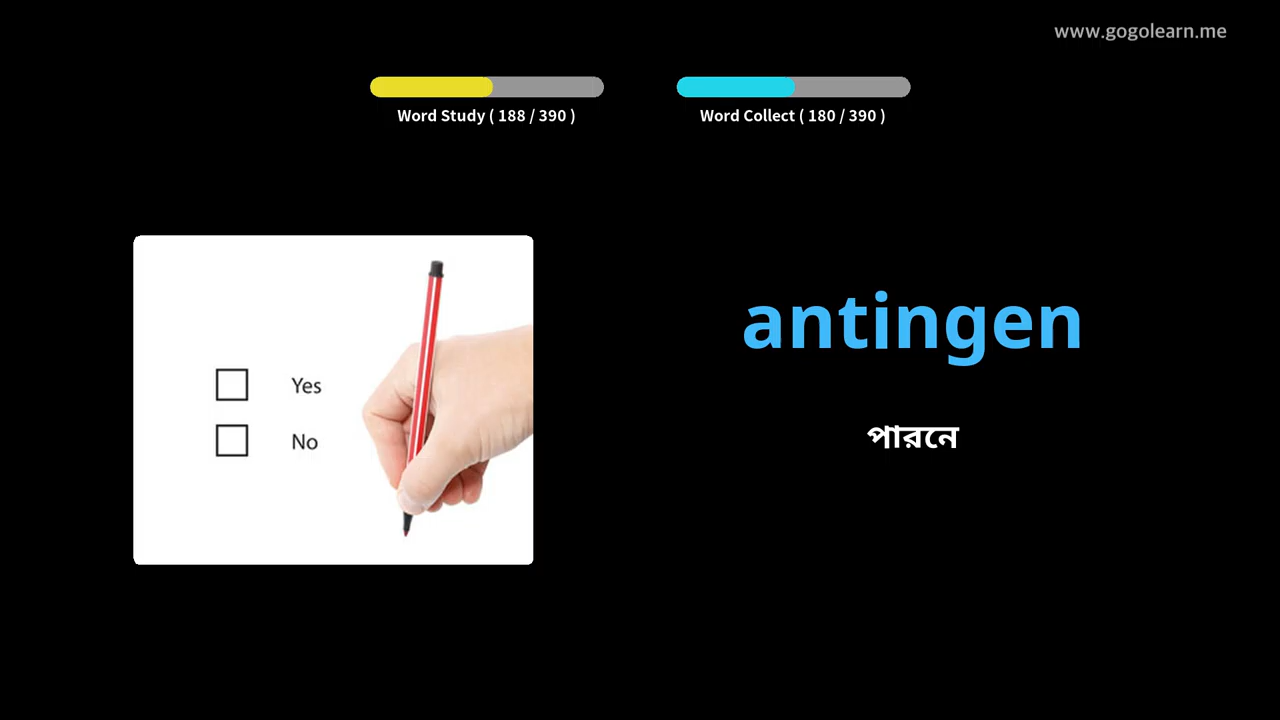 www.gogolearn.me
Word Study ( 188 / 390 )
Word Collect ( 180 / 390 )
Yes
No
antingen
পারনে